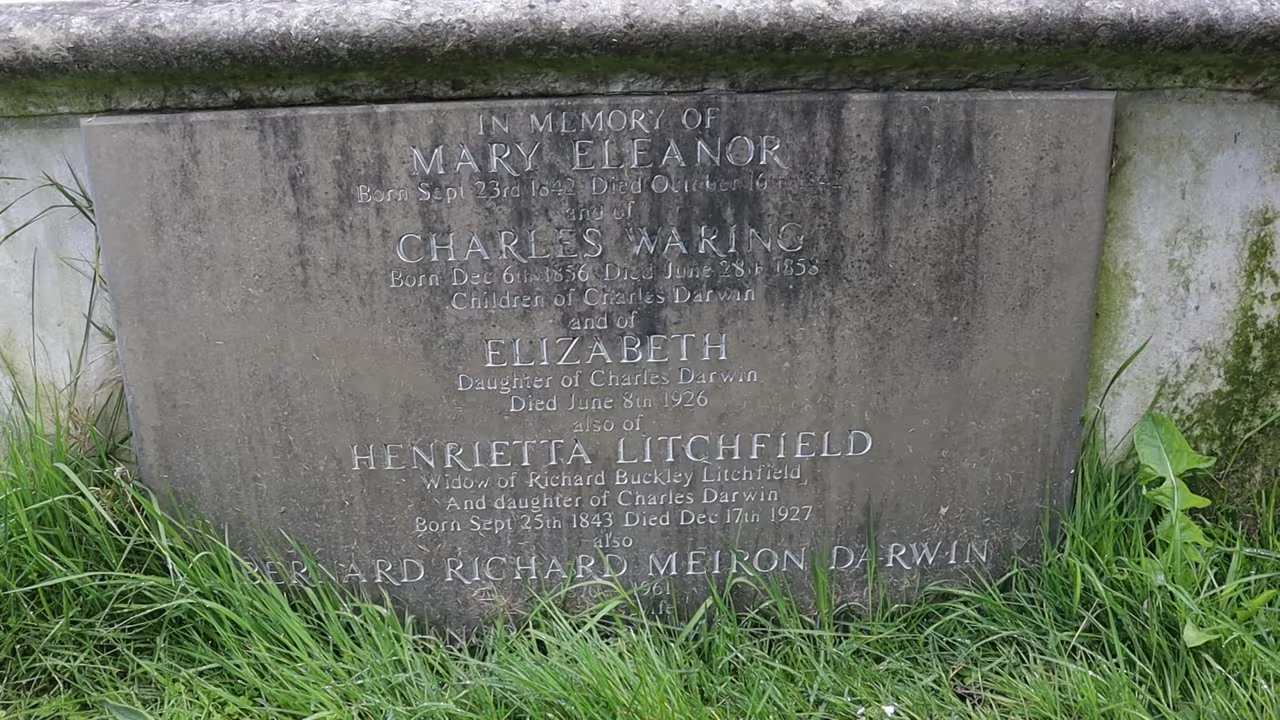 IN MEMORY OF
MARY ELEANOR
Born Sept 23rd 1842 Died October 16th 1842
and of
CHARLES WARING
Born Dec 6th 1856 Died June 28th 1858
Children of Charles Darwin
and of
ELIZABETH
Daughter of Charles Darwin
Died June 8th 1926
also of
HENRIETTA LITCHFIELD
Widow of Richard Buckley Litchfield
And daughter of Charles Darwin
Born Sept 25th 1843 Died Dec 17th 1927
also
BERNARD RICHARD MEIRION DARWIN